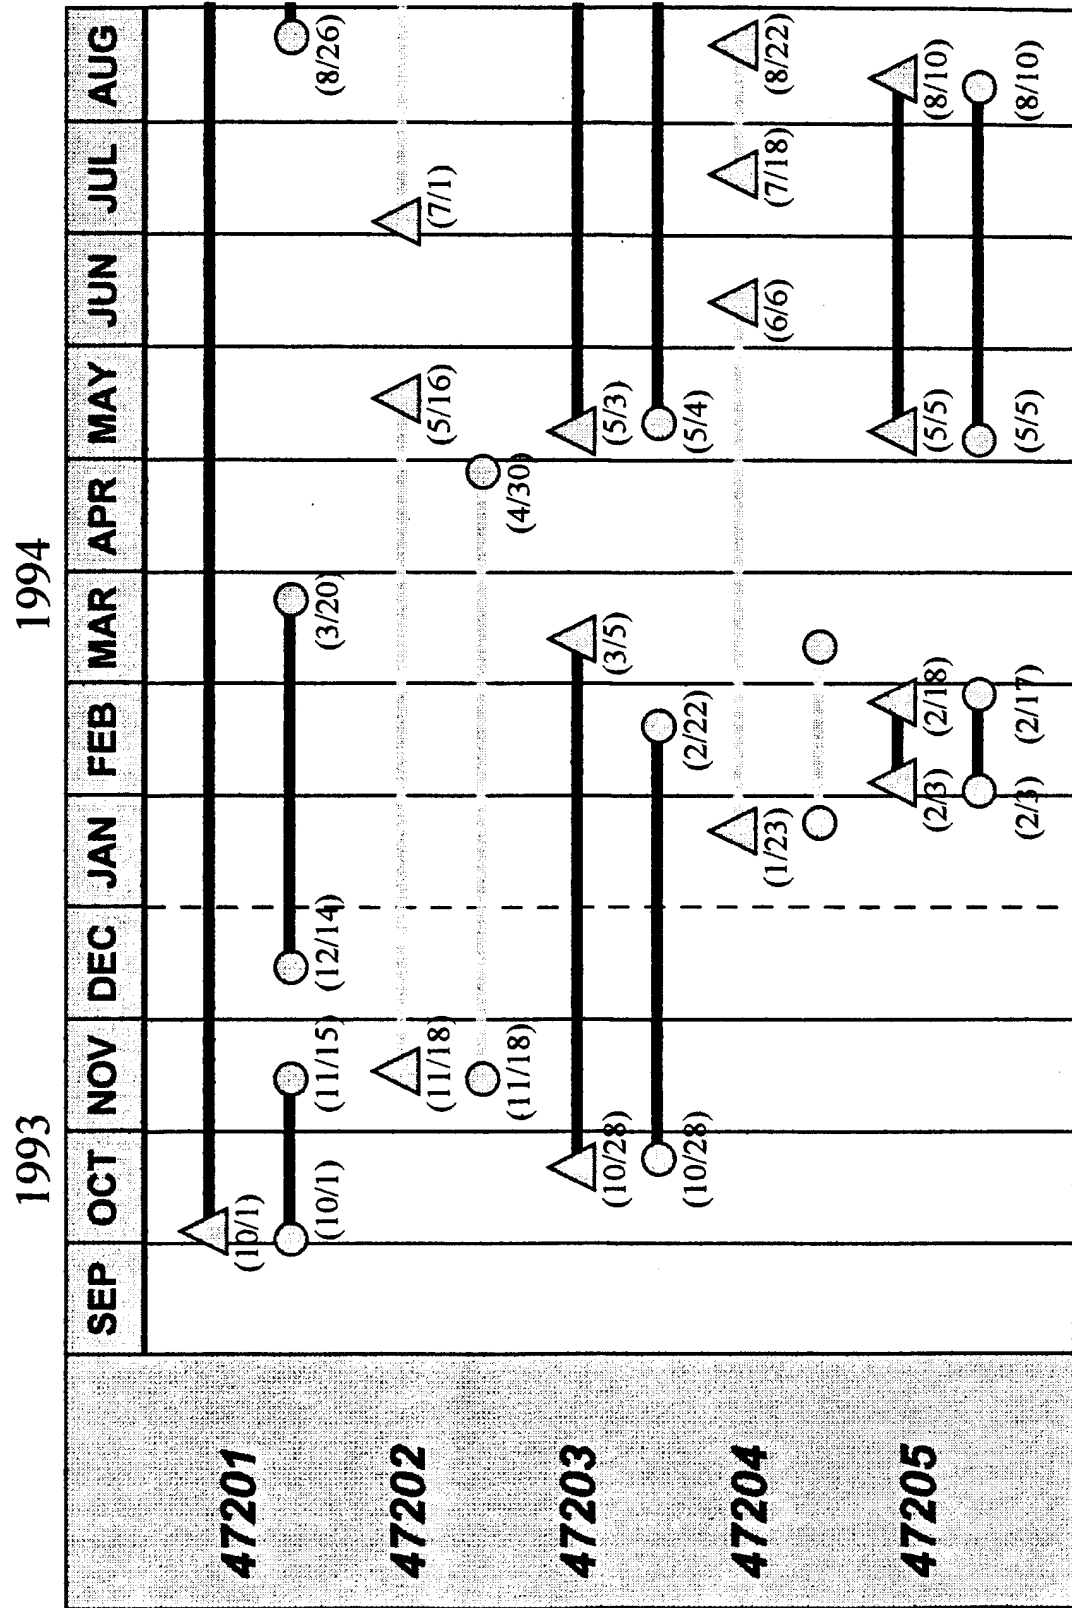 1993 1994
SEP OCT NOV DEC JAN FEB MAR APR MAY JUN JUL AUG
47201
(10/1)
(10/1) (11/15) (12/14) (3/20) (8/26)
47202
(11/18) (5/16) (7/1)
(11/18) (4/30)
47203
(10/28) (3/5) (5/3)
(10/28) (2/22) (5/4)
47204
(1/23) (6/6) (7/18) (8/22)
47205
(2/3) (2/18) (5/5) (8/10)
(2/3) (2/17) (5/5) (8/10)